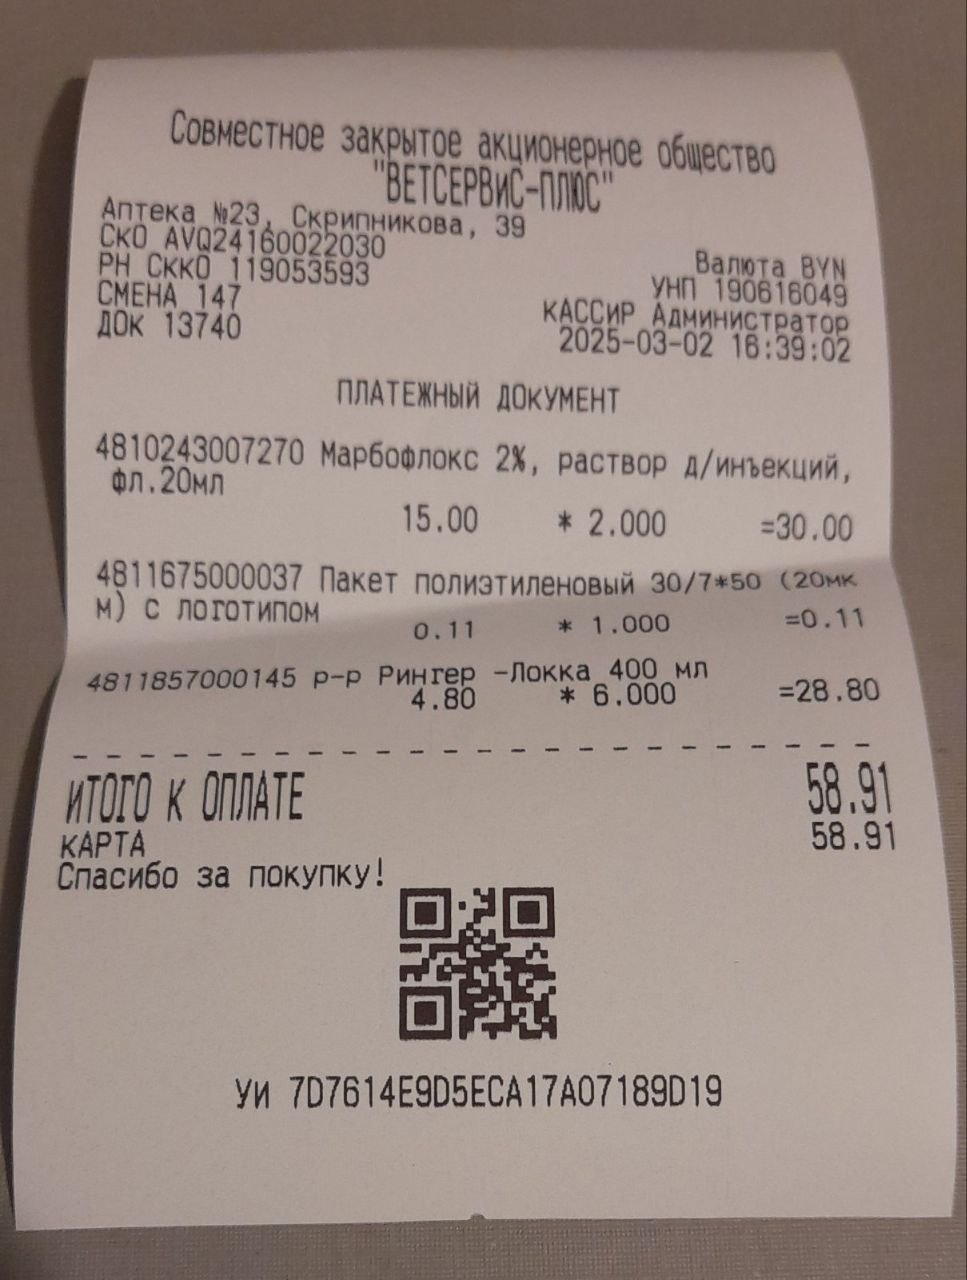 Совместное закрытое акционерное общество
"ВЕТСЕРВИС-ПЛЮС"
Аптека №23, Скрипникова, 39
СКО AVQ24160022030
РН СККО 119053593
СМЕНА 147
ДОК 13740
Валюта BYN
УНП 190616049
КАССИР Администратор
2025-03-02 16:39:02
ПЛАТЕЖНЫЙ ДОКУМЕНТ
4810243007270 Марбофлокс 2%, раствор д/инъекций,
фл.20мл
15.00 * 2.000 =30.00
4811675000037 Пакет полиэтиленовый 30/7*50 (20мк
м) с логотипом
0.11 * 1.000 =0.11
4811857000145 р-р Рингер -Локка 400 мл
4.80 * 6.000 =28.80
ИТОГО К ОПЛАТЕ 58.91
КАРТА 58.91
Спасибо за покупку!
УИ 7D7614E9D5ECA17A07189D19